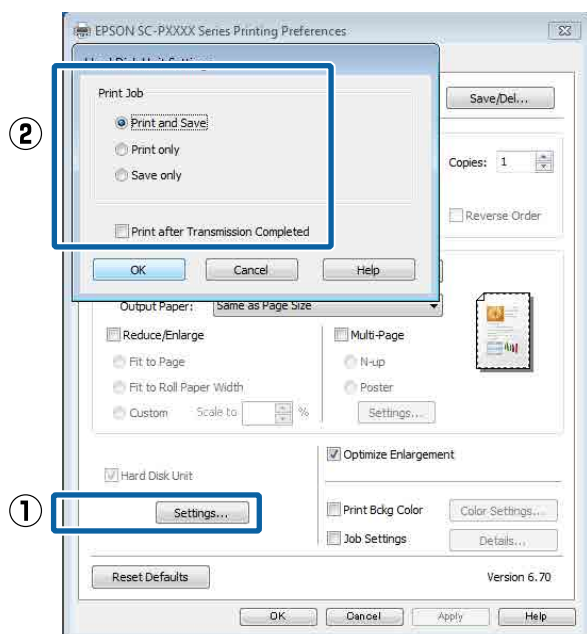 EPSON SC-PXXXX Series Printing Preferences
Print Job
② Print and Save
Print only
Save only
Print after Transmission Completed
OK Cancel Help
Save/Del...
Copies: 1
Reverse Order
Output Paper: Same as Page Size
Reduce/Enlarge
Fit to Page
Fit to Roll Paper Width
Custom Scale to %
Multi-Page
N-up
Poster
Settings...
Hard Disk Unit
① Settings...
Optimize Enlargement
Print Bckg Color Color Settings...
Job Settings Details...
Reset Defaults Version 6.70
OK Cancel Apply Help